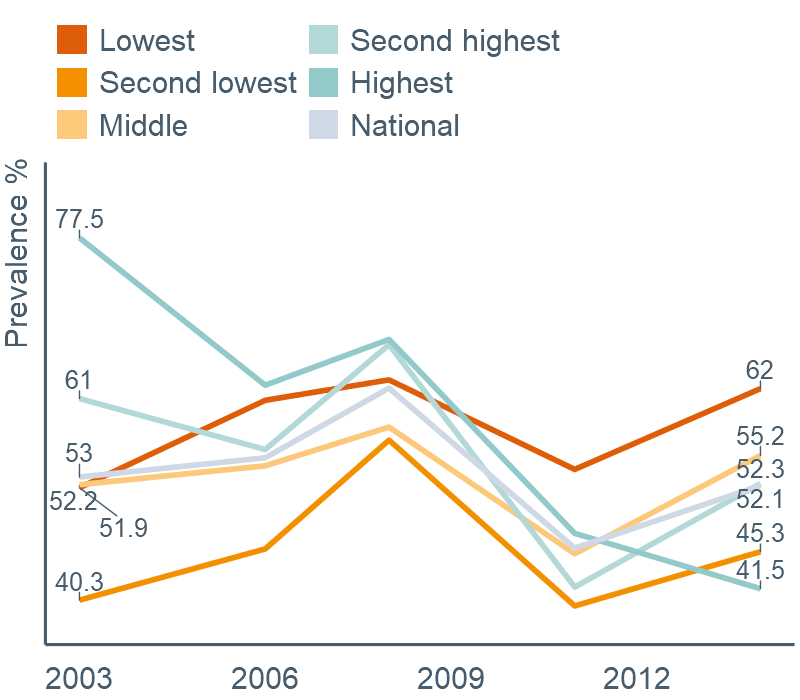 Lowest
Second lowest
Middle
Second highest
Highest
National
Prevalence %
77.5
61
53
52.2
51.9
40.3
62
55.2
52.3
52.1
45.3
41.5
2003
2006
2009
2012